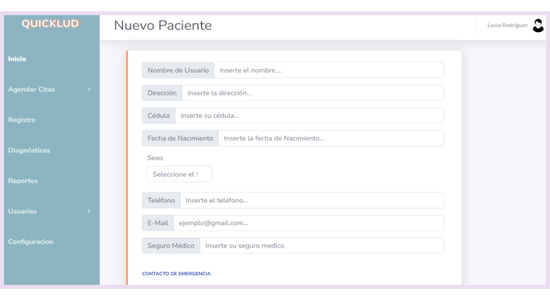 QUICKLUD
Nuevo Paciente
Lucia Rodriguez
Inicio
Agendar Citas
Registro
Diagnósticos
Reportes
Usuarios
Configuracion
Nombre de Usuario Inserte el nombre....
Dirección Inserte la dirección...
Cédula Inserte su cédula...
Fecha de Nacimiento Inserte la fecha de Nacimiento...
Sexo
Seleccione el
Teléfono Inserte el telefono...
E-Mail ejemplo@gmail.com...
Seguro Médico Inserte su seguro medico
CONTACTO DE EMERGENCIA